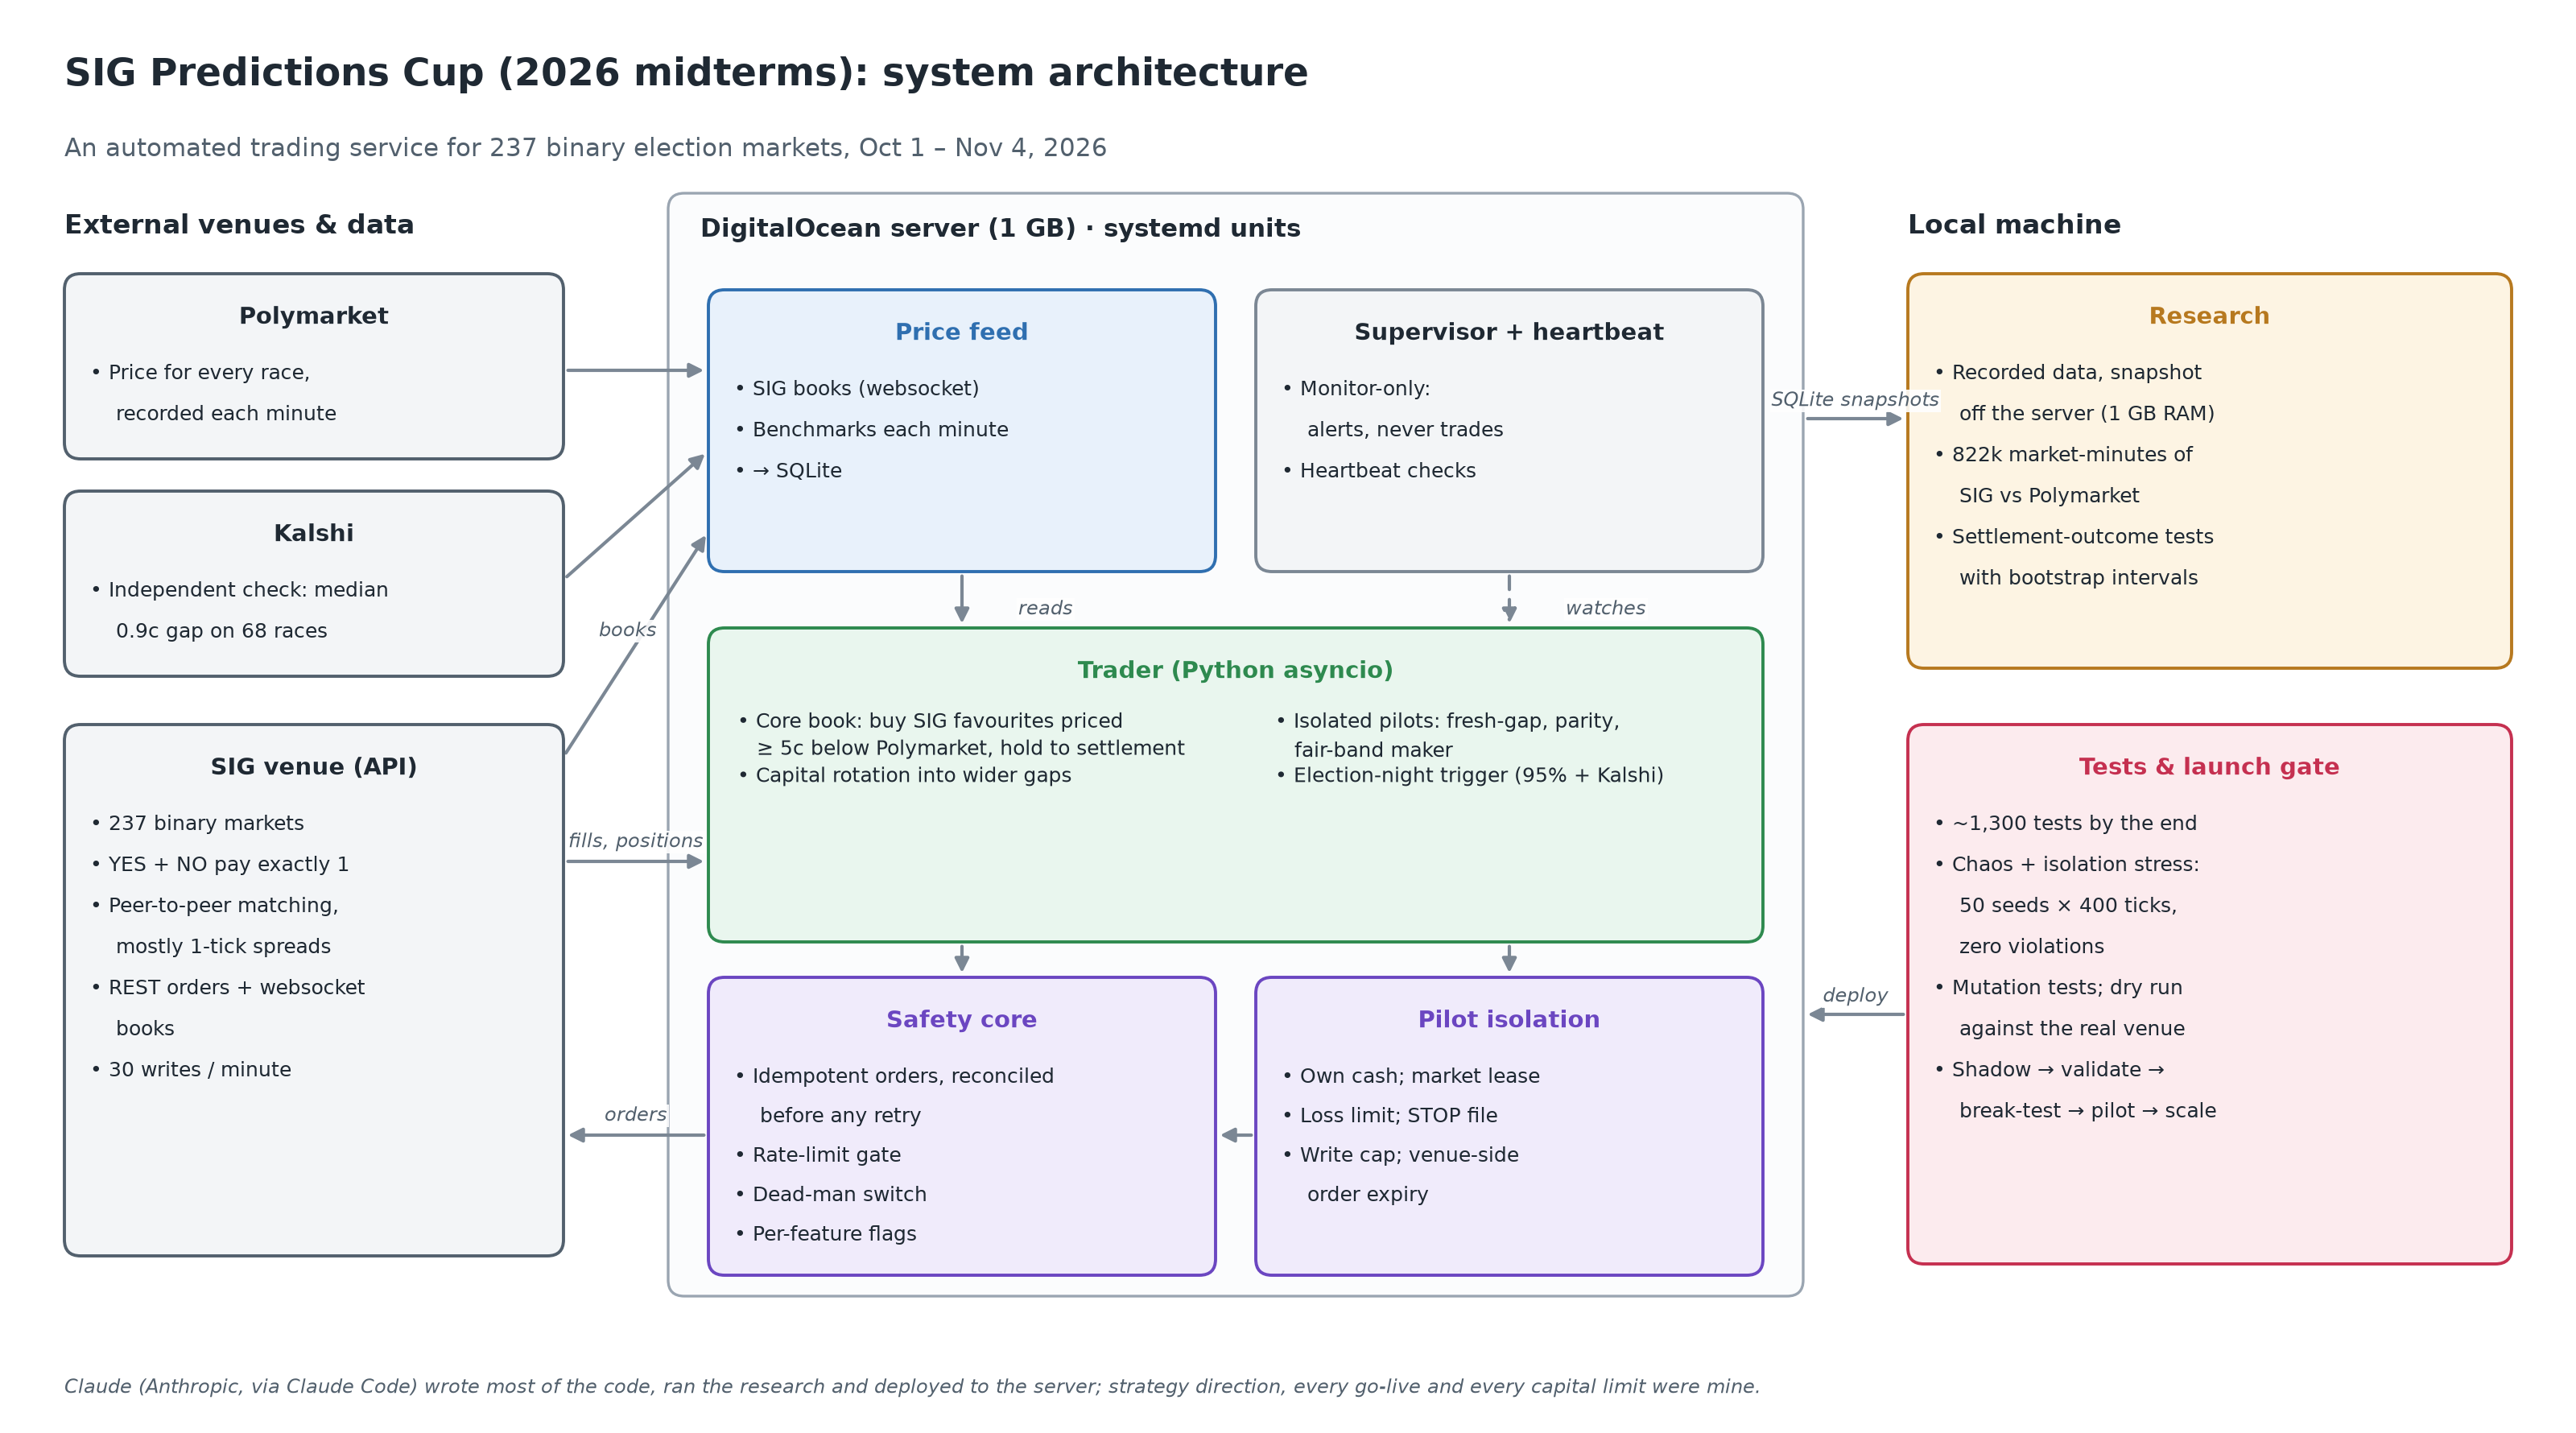 SIG Predictions Cup (2026 midterms): system architecture
An automated trading service for 237 binary election markets, Oct 1 – Nov 4, 2026
External venues & data
Polymarket
• Price for every race,
recorded each minute
Kalshi
• Independent check: median
0.9c gap on 68 races
SIG venue (API)
• 237 binary markets
• YES + NO pay exactly 1
• Peer-to-peer matching,
mostly 1-tick spreads
• REST orders + websocket
books
• 30 writes / minute
books
fills, positions
orders
DigitalOcean server (1 GB) · systemd units
Price feed
• SIG books (websocket)
• Benchmarks each minute
• → SQLite
Supervisor + heartbeat
• Monitor-only:
alerts, never trades
• Heartbeat checks
reads
watches
Trader (Python asyncio)
• Core book: buy SIG favourites priced
≥ 5c below Polymarket, hold to settlement
• Capital rotation into wider gaps
• Isolated pilots: fresh-gap, parity,
fair-band maker
• Election-night trigger (95% + Kalshi)
Safety core
• Idempotent orders, reconciled
before any retry
• Rate-limit gate
• Dead-man switch
• Per-feature flags
Pilot isolation
• Own cash; market lease
• Loss limit; STOP file
• Write cap; venue-side
order expiry
SQLite snapshots
deploy
Local machine
Research
• Recorded data, snapshot
off the server (1 GB RAM)
• 822k market-minutes of
SIG vs Polymarket
• Settlement-outcome tests
with bootstrap intervals
Tests & launch gate
• ~1,300 tests by the end
• Chaos + isolation stress:
50 seeds × 400 ticks,
zero violations
• Mutation tests; dry run
against the real venue
• Shadow → validate →
break-test → pilot → scale
Claude (Anthropic, via Claude Code) wrote most of the code, ran the research and deployed to the server; strategy direction, every go-live and every capital limit were mine.